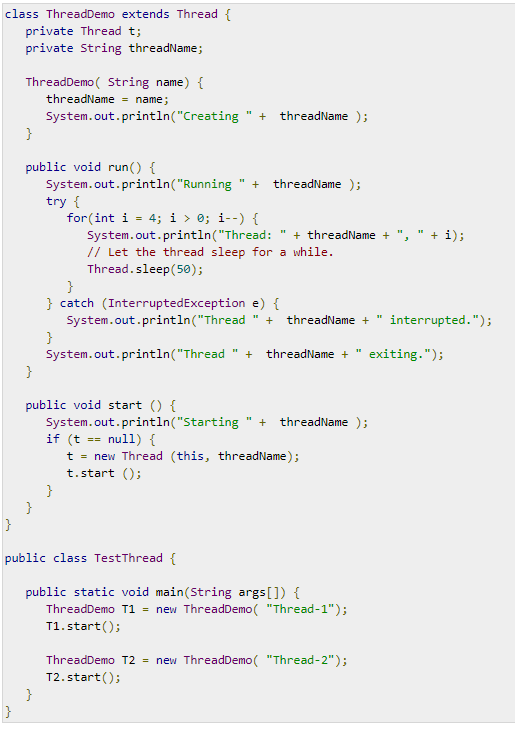 class ThreadDemo extends Thread {
   private Thread t;
   private String threadName;

   ThreadDemo( String name) {
      threadName = name;
      System.out.println("Creating " +  threadName );
   }

   public void run() {
      System.out.println("Running " +  threadName );
      try {
         for(int i = 4; i > 0; i--) {
            System.out.println("Thread: " + threadName + ", " + i);
            // Let the thread sleep for a while.
            Thread.sleep(50);
         }
      } catch (InterruptedException e) {
         System.out.println("Thread " +  threadName + " interrupted.");
      }
      System.out.println("Thread " +  threadName + " exiting.");
   }

   public void start () {
      System.out.println("Starting " +  threadName );
      if (t == null) {
         t = new Thread (this, threadName);
         t.start ();
      }
   }
}

public class TestThread {

   public static void main(String args[]) {
      ThreadDemo T1 = new ThreadDemo( "Thread-1");
      T1.start();

      ThreadDemo T2 = new ThreadDemo( "Thread-2");
      T2.start();
   }
}